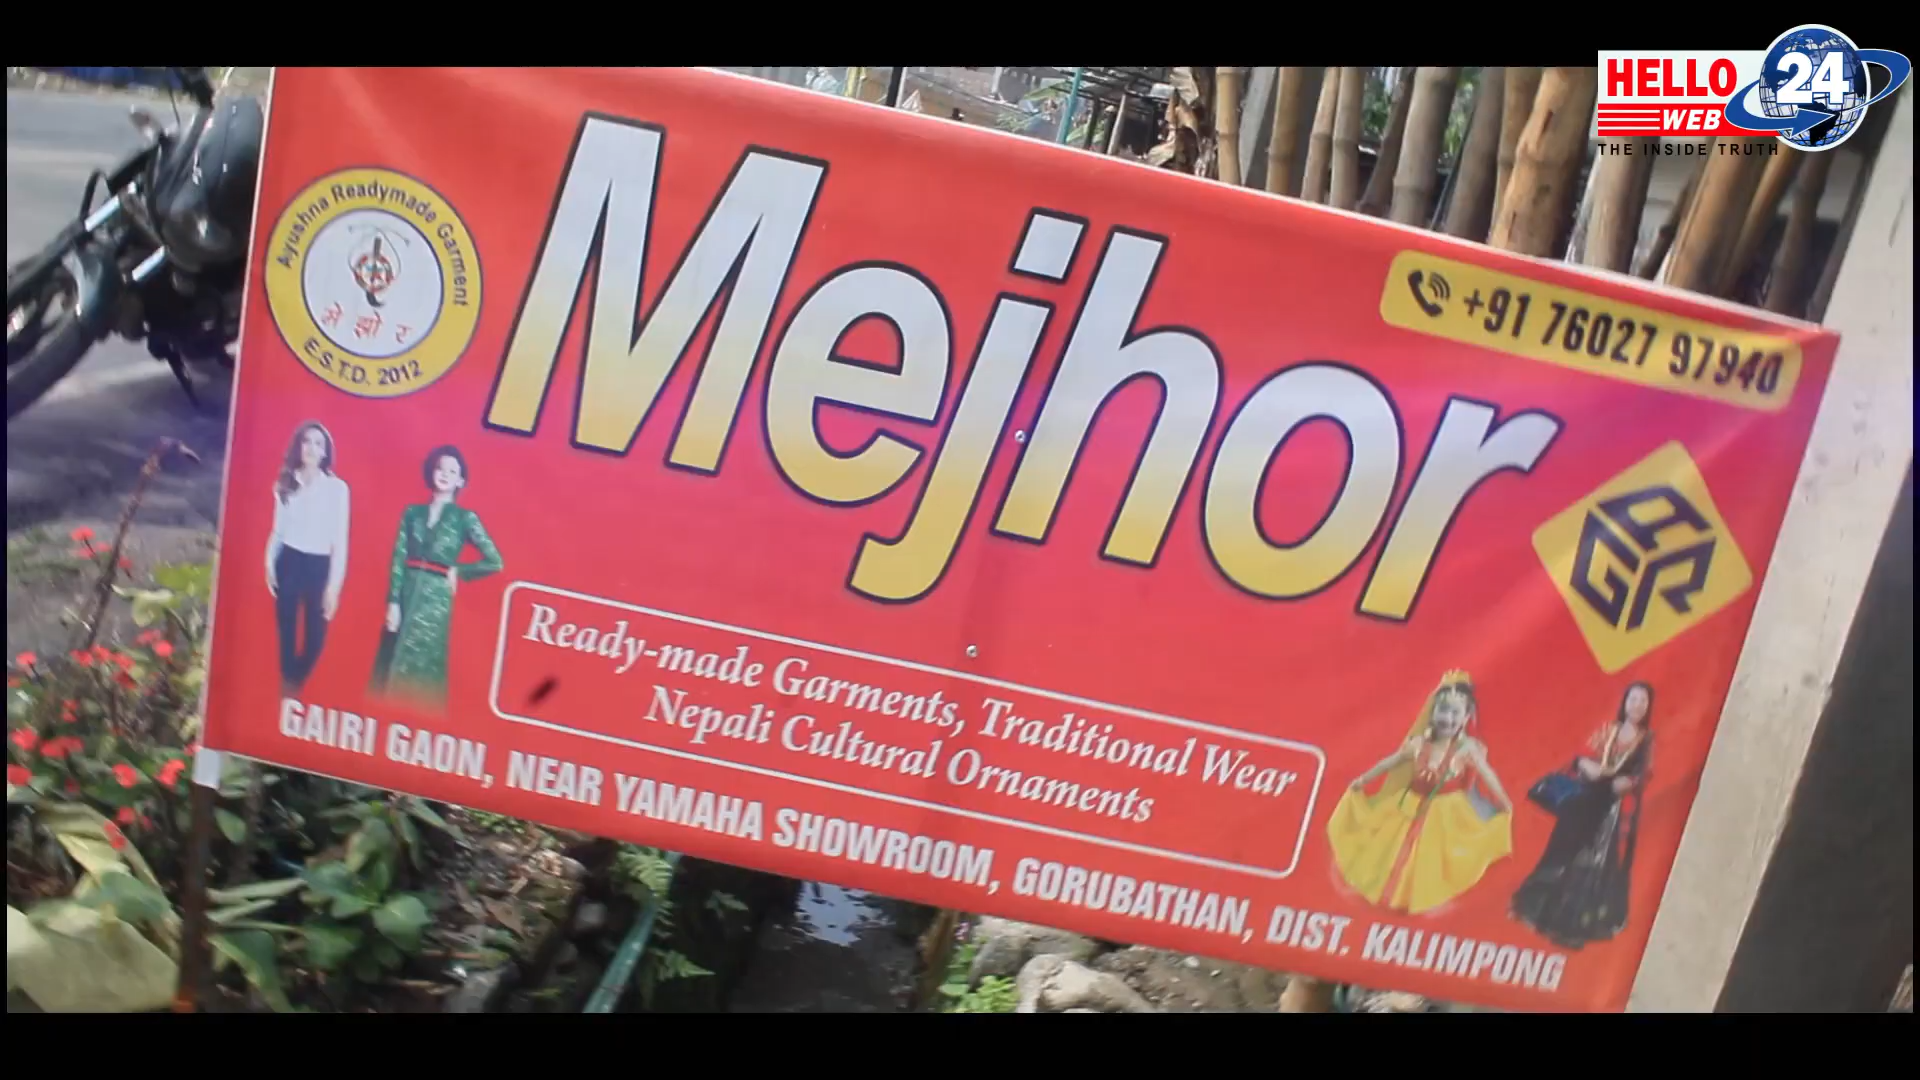 HELLO
WEB
24
THE INSIDE TRUTH
Ayushna Readymade Garment
से झो र
E.S.T.D. 2012
Mejhor
+91 76027 97940
AGR
Ready-made Garments, Traditional Wear
Nepali Cultural Ornaments
GAIRI GAON, NEAR YAMAHA SHOWROOM, GORUBATHAN, DIST. KALIMPONG